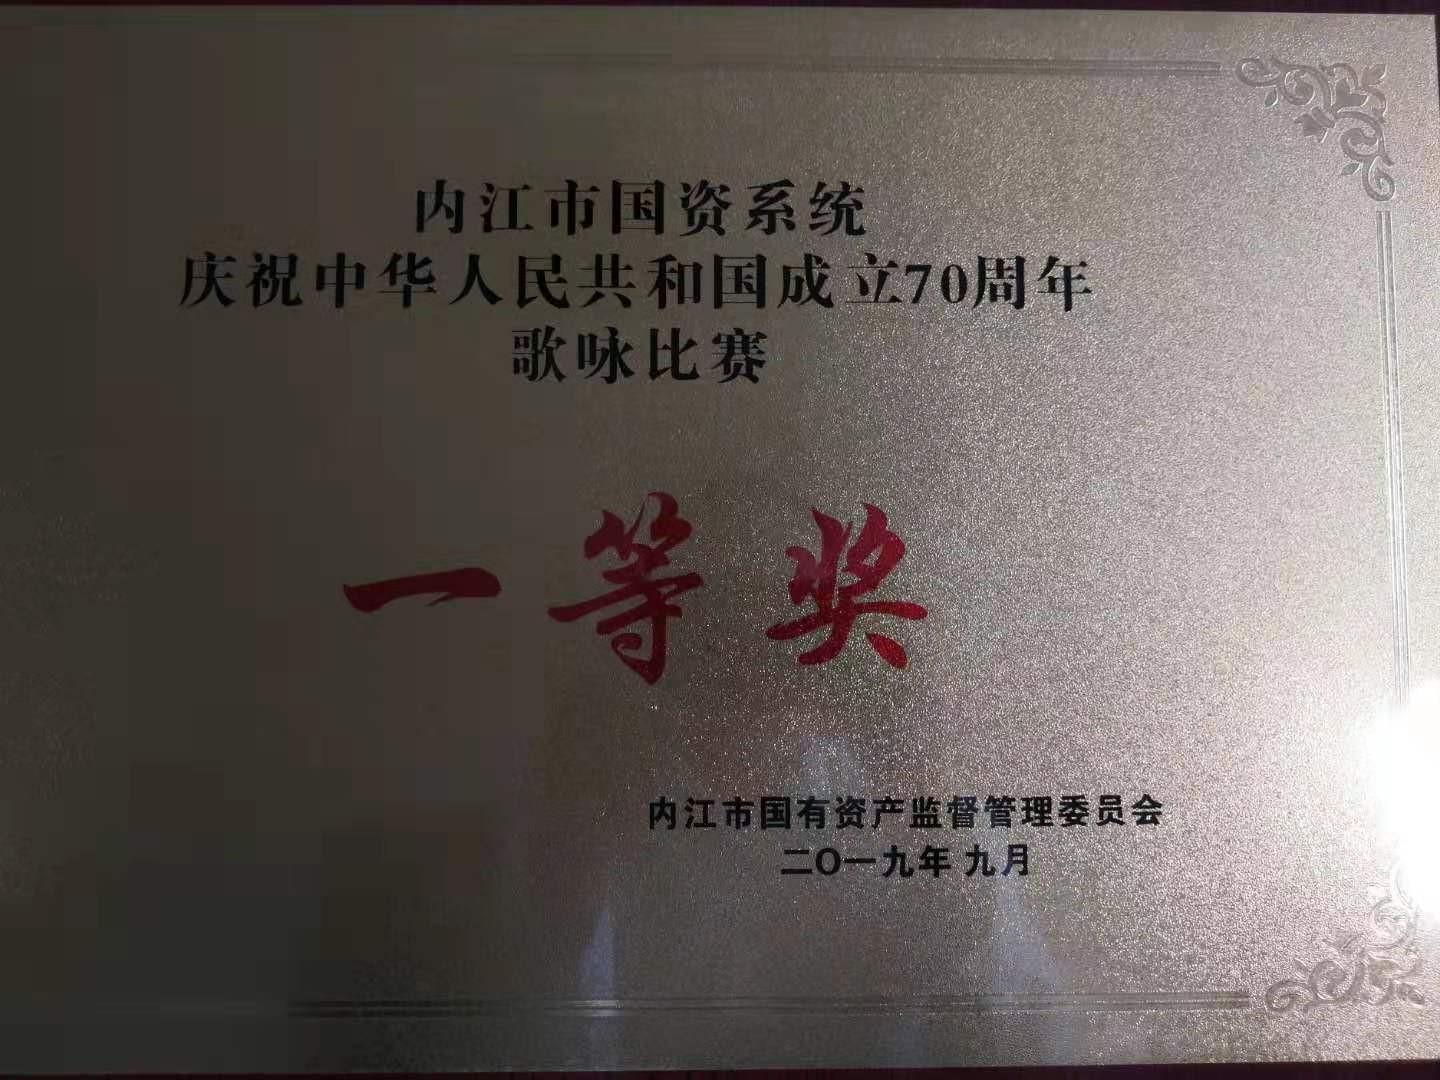 内江市国资系统
庆祝中华人民共和国成立70周年
歌咏比赛
一等奖
内江市国有资产监督管理委员会
二〇一九年 九月